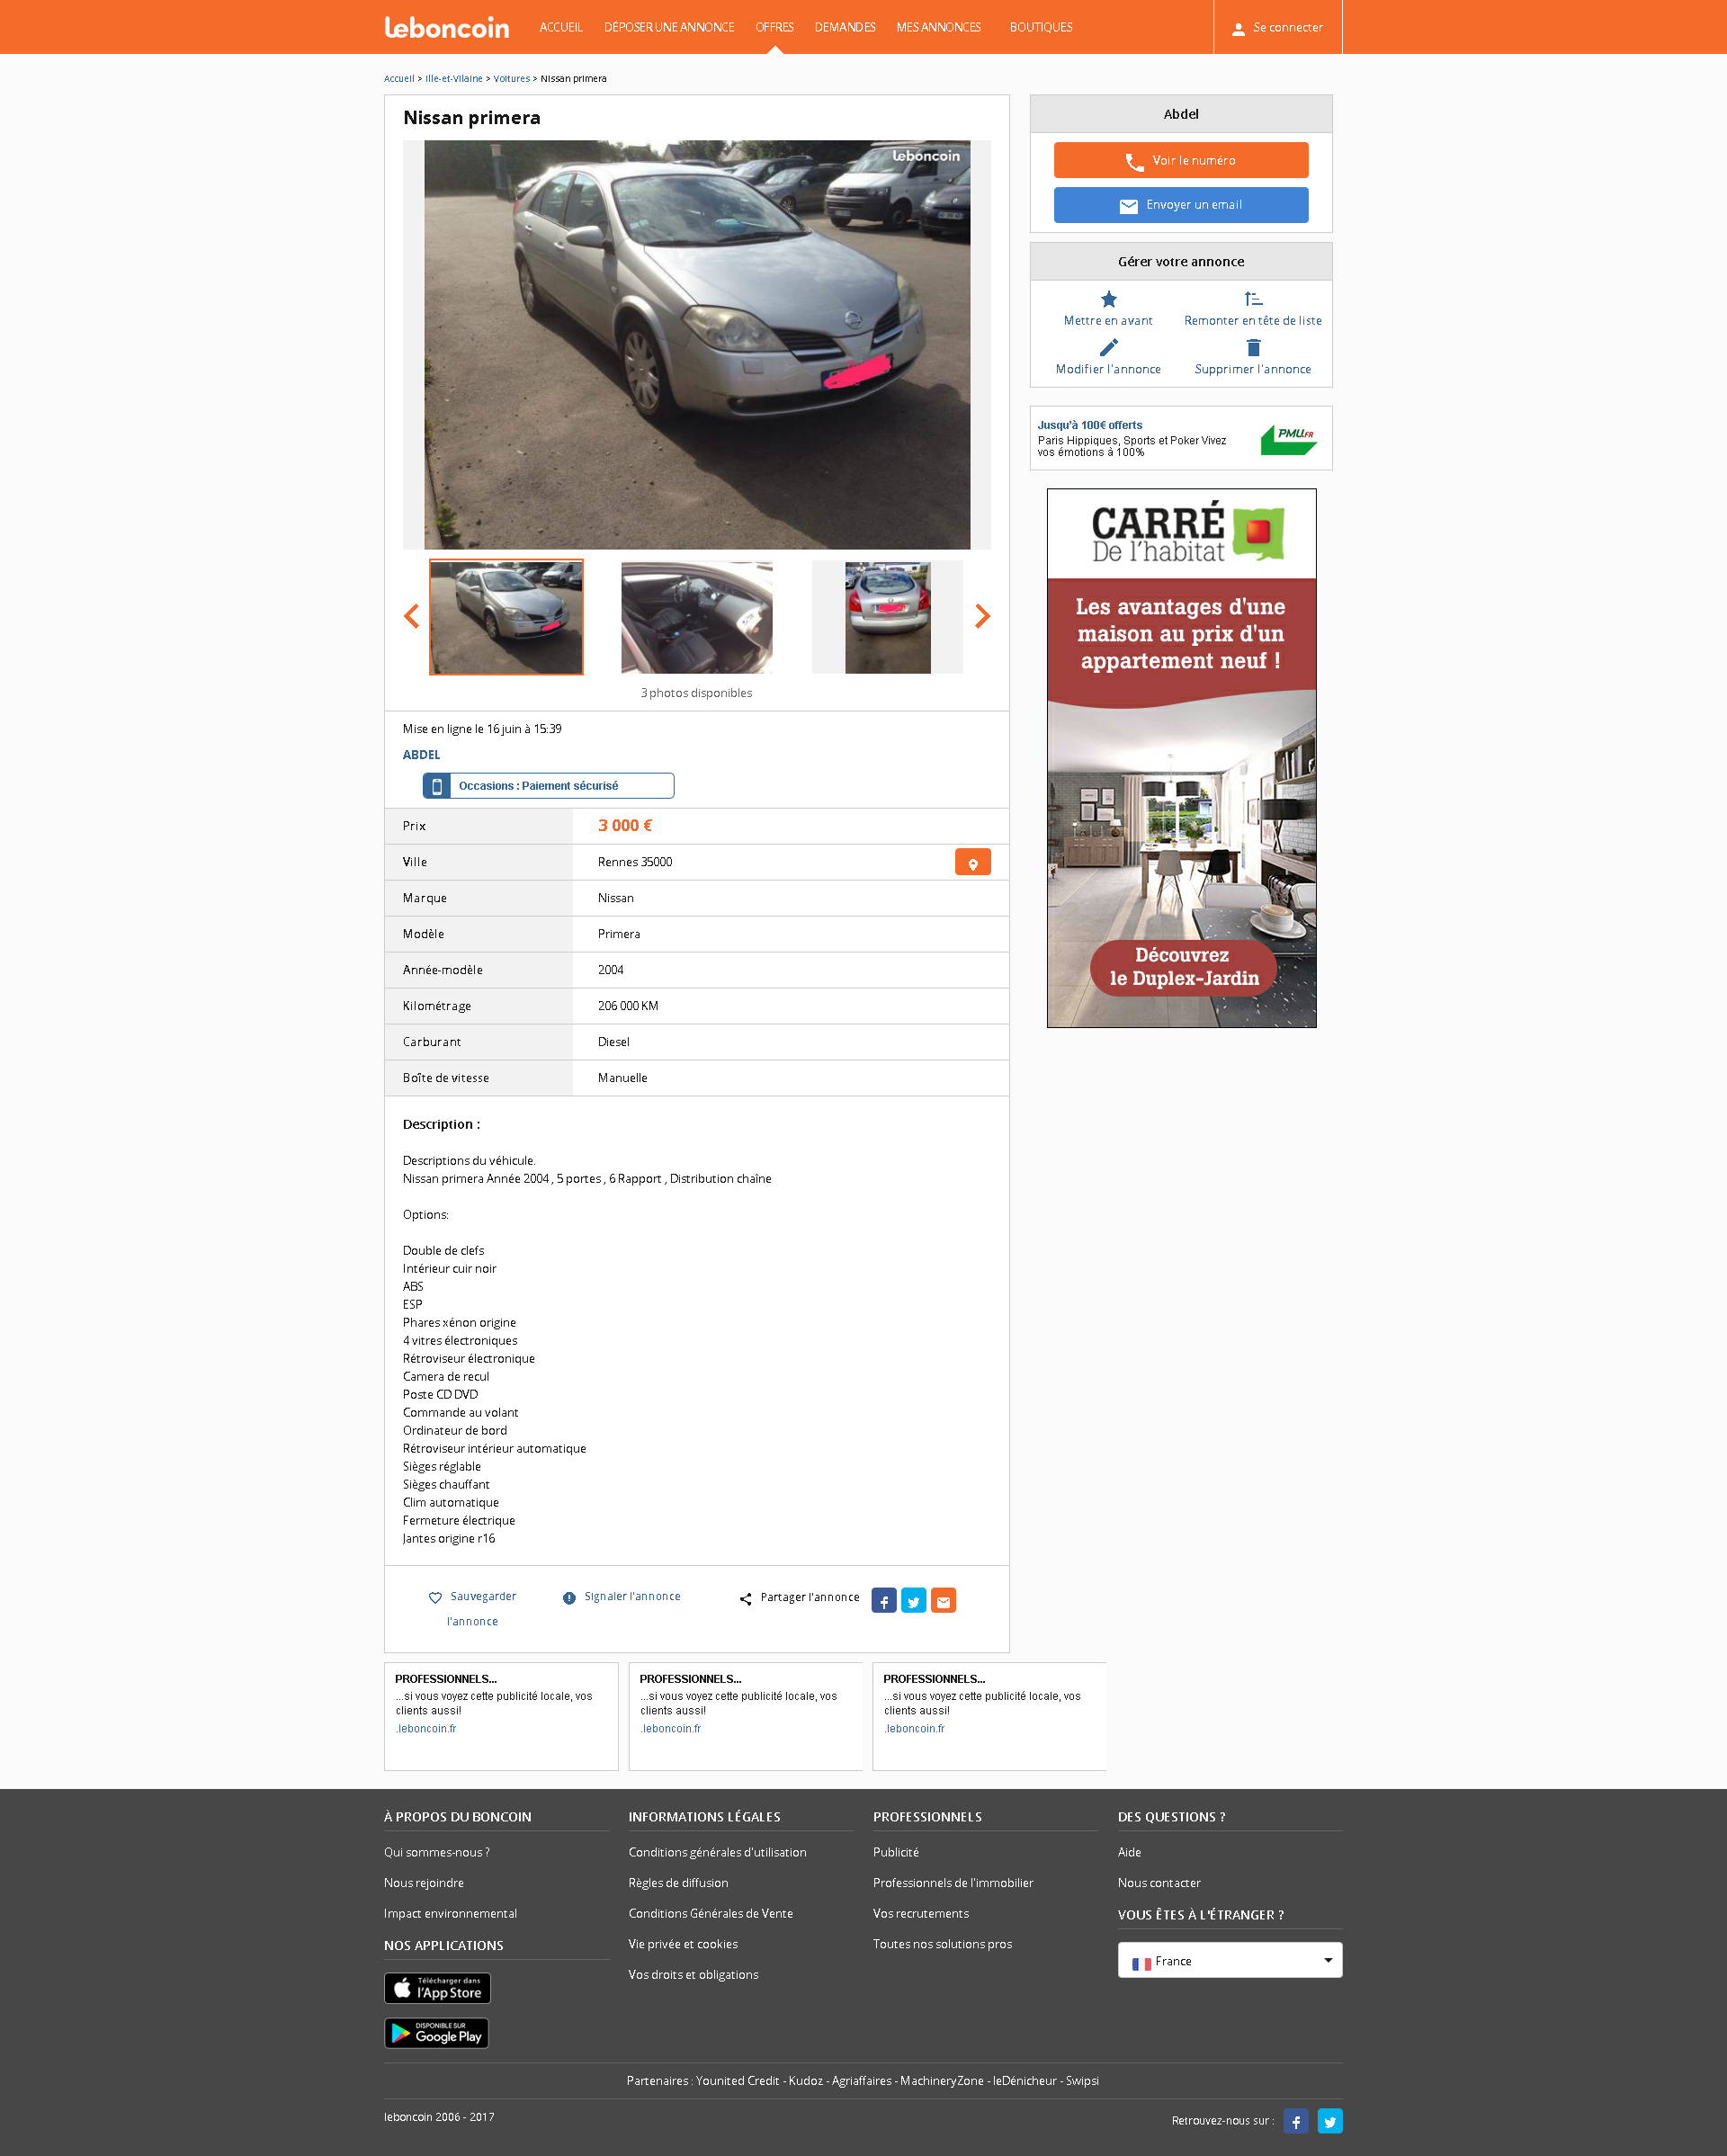 leboncoin ACCUEIL DÉPOSER UNE ANNONCE OFFRES DEMANDES MES ANNONCES BOUTIQUES Se connecter
Accueil > Ille-et-Vilaine > Voitures > Nissan primera
Nissan primera
leboncoin
3 photos disponibles
Mise en ligne le 16 juin à 15:39
ABDEL
Occasions : Paiement sécurisé
Prix 3 000 €
Ville Rennes 35000
Marque Nissan
Modèle Primera
Année-modèle 2004
Kilométrage 206 000 KM
Carburant Diesel
Boîte de vitesse Manuelle
Description :
Descriptions du véhicule.
Nissan primera Année 2004 , 5 portes , 6 Rapport , Distribution chaîne
Options:
Double de clefs
Intérieur cuir noir
ABS
ESP
Phares xénon origine
4 vitres électroniques
Rétroviseur électronique
Camera de recul
Poste CD DVD
Commande au volant
Ordinateur de bord
Rétroviseur intérieur automatique
Sièges réglable
Sièges chauffant
Clim automatique
Fermeture électrique
Jantes origine r16
Sauvegarder
l'annonce
Signaler l'annonce
Partager l'annonce
Abdel
Voir le numéro
Envoyer un email
Gérer votre annonce
Mettre en avant
Remonter en tête de liste
Modifier l'annonce
Supprimer l'annonce
Jusqu'à 100€ offerts
Paris Hippiques, Sports et Poker Vivez
vos émotions à 100%
PMU.FR
CARRÉ
De l'habitat
Les avantages d'une
maison au prix d'un
appartement neuf !
Découvrez
le Duplex-Jardin
PROFESSIONNELS...
...si vous voyez cette publicité locale, vos
clients aussi!
.leboncoin.fr
PROFESSIONNELS...
...si vous voyez cette publicité locale, vos
clients aussi!
.leboncoin.fr
PROFESSIONNELS...
...si vous voyez cette publicité locale, vos
clients aussi!
.leboncoin.fr
À PROPOS DU BONCOIN
Qui sommes-nous ?
Nous rejoindre
Impact environnemental
NOS APPLICATIONS
Télécharger dans
l'App Store
DISPONIBLE SUR
Google Play
INFORMATIONS LÉGALES
Conditions générales d'utilisation
Règles de diffusion
Conditions Générales de Vente
Vie privée et cookies
Vos droits et obligations
PROFESSIONNELS
Publicité
Professionnels de l'immobilier
Vos recrutements
Toutes nos solutions pros
DES QUESTIONS ?
Aide
Nous contacter
VOUS ÊTES À L'ÉTRANGER ?
France
Partenaires : Younited Credit - Kudoz - Agriaffaires - MachineryZone - leDénicheur - Swipsi
leboncoin 2006 - 2017
Retrouvez-nous sur :